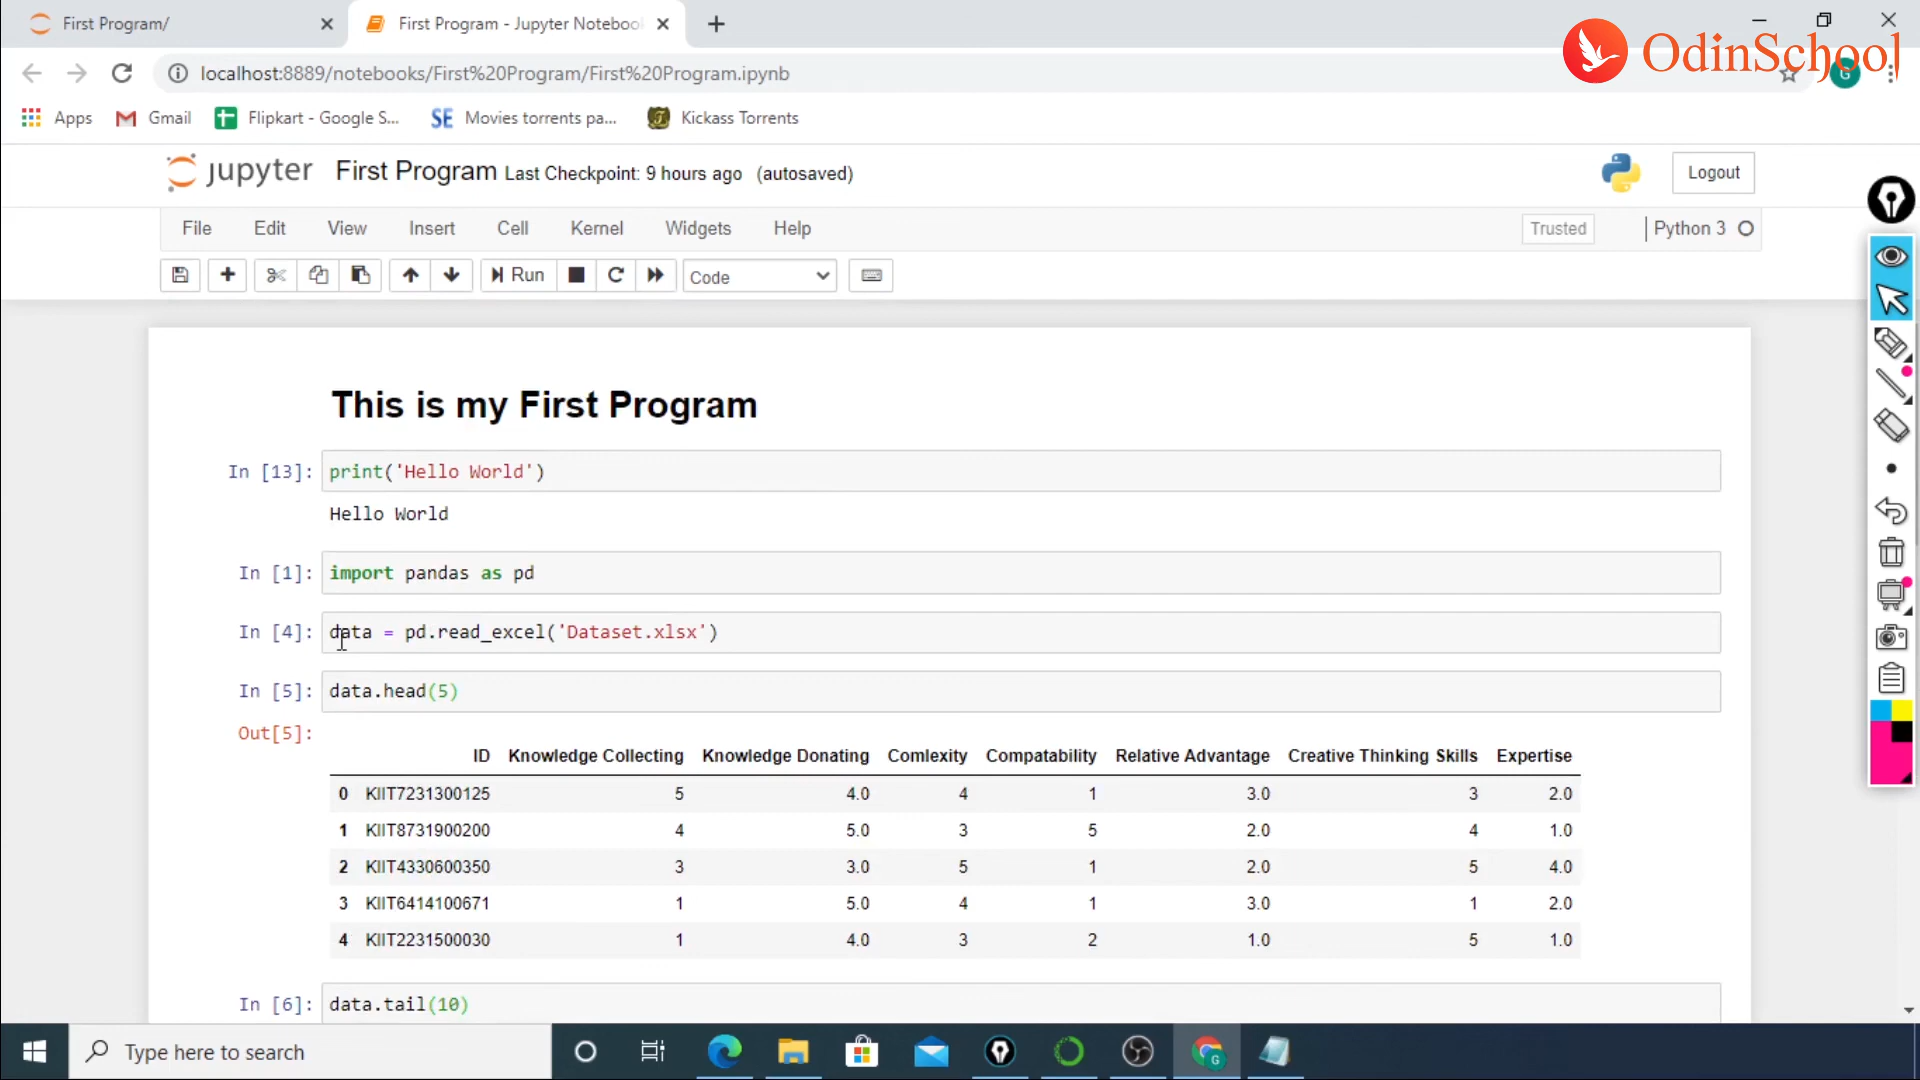 First Program/
First Program - Jupyter Noteboo
OdinSchool
localhost:8889/notebooks/First%20Program/First%20Program.ipynb
G
Apps
Gmail
Flipkart - Google S...
SE
Movies torrents pa...
Kickass Torrents
jupyter
First Program Last Checkpoint: 9 hours ago (autosaved)
Logout
File
Edit
View
Insert
Cell
Kernel
Widgets
Help
Trusted
Python 3
Run
Code
This is my First Program
In [13]: print('Hello World')
Hello World
In [1]: import pandas as pd
In [4]: data = pd.read_excel('Dataset.xlsx')
In [5]: data.head(5)
Out[5]:
ID Knowledge Collecting Knowledge Donating Comlexity Compatability Relative Advantage Creative Thinking Skills Expertise
0 KIIT7231300125 5 4.0 4 1 3.0 3 2.0
1 KIIT8731900200 4 5.0 3 5 2.0 4 1.0
2 KIIT4330600350 3 3.0 5 1 2.0 5 4.0
3 KIIT6414100671 1 5.0 4 1 3.0 1 2.0
4 KIIT2231500030 1 4.0 3 2 1.0 5 1.0
In [6]: data.tail(10)
Type here to search
G